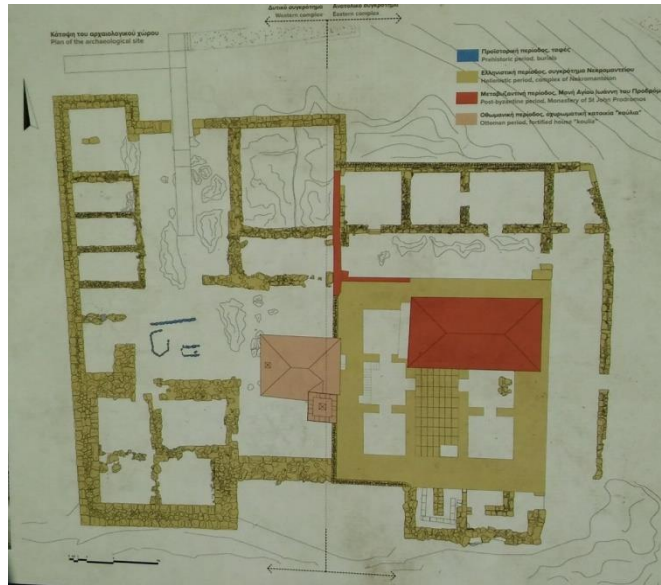 Κάτοψη του αρχαιολογικού χώρου
Plan of the archaeological site
Δυτικό συγκρότημα
Western complex
Ανατολικό συγκρότημα
Eastern complex
Προϊστορική περίοδος, ταφές
Prehistoric period, burials
Ελληνιστική περίοδος, συγκρότημα Νεκρομαντείου
Hellenistic period, complex of Nekromanteion
Μεταβυζαντινή περίοδος, Μονή Αγίου Ιωάννη του Προδρόμου
Post-byzantine period, Monastery of St John Prodromos
Οθωμανική περίοδος, οχυρωματική κατοικία "κούλια"
Ottoman period, fortified house "koulia"